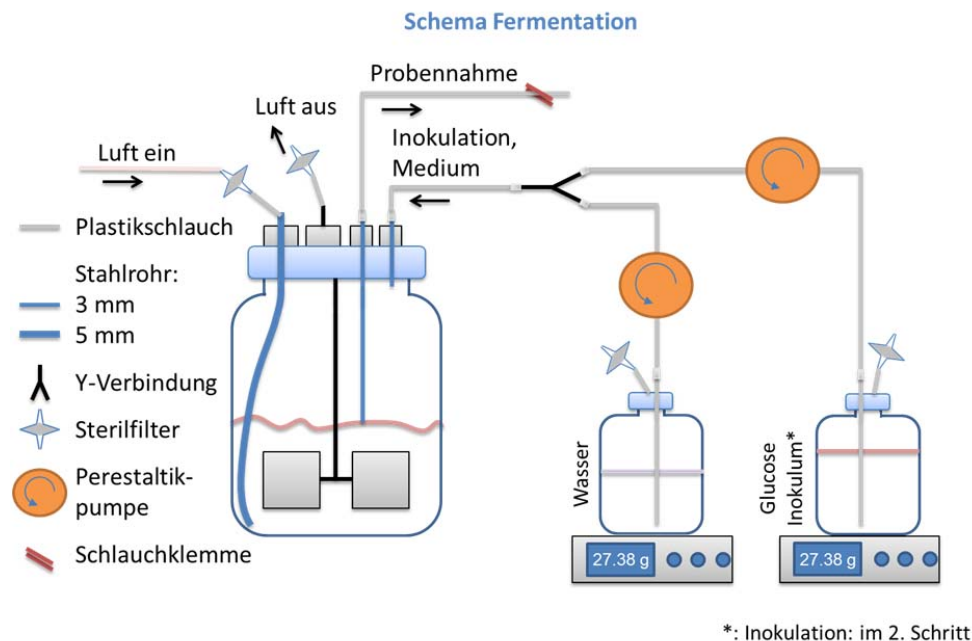 Schema Fermentation
Probennahme
Luft aus
Luft ein
Inokulation,
Medium
Plastikschlauch
Stahlrohr:
3 mm
5 mm
Y-Verbindung
Sterilfilter
Perestaltik-
pumpe
Schlauchklemme
Wasser
Glucose
Inokulum*
27.38 g
27.38 g
*: Inokulation: im 2. Schritt